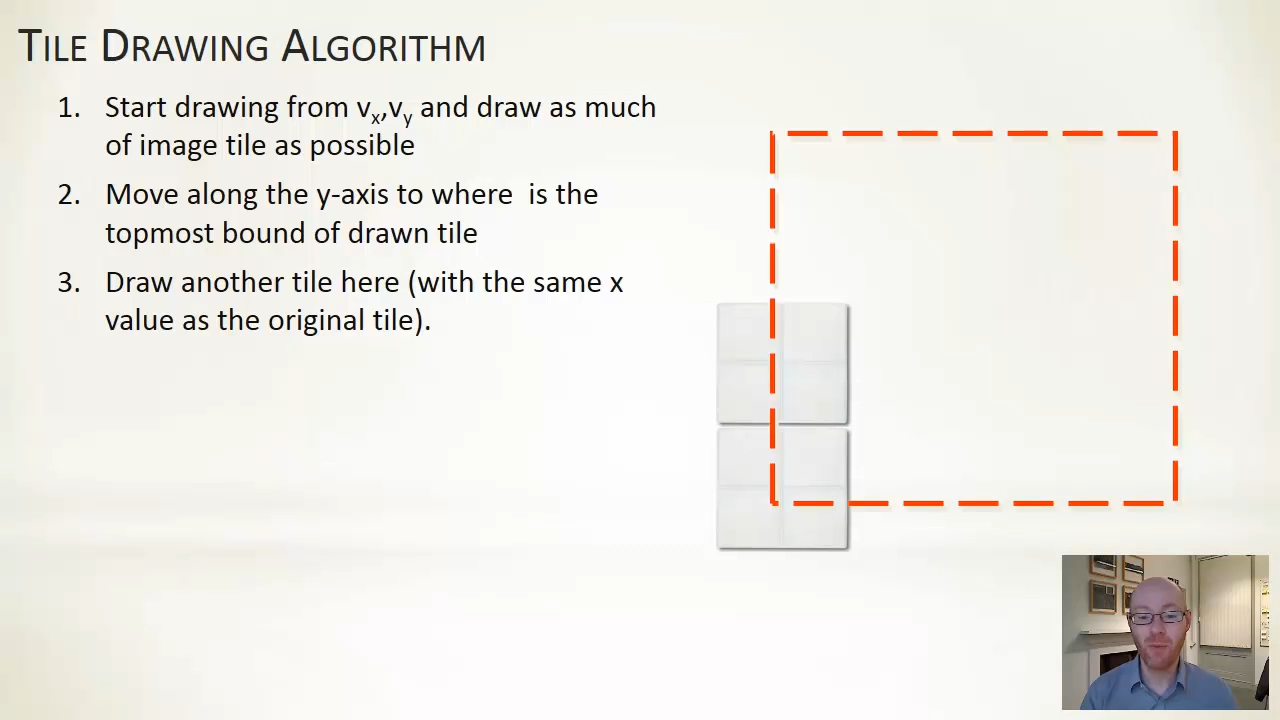 TILE DRAWING ALGORITHM
1. Start drawing from vx,vy and draw as much
of image tile as possible
2. Move along the y-axis to where  is the
topmost bound of drawn tile
3. Draw another tile here (with the same x
value as the original tile).